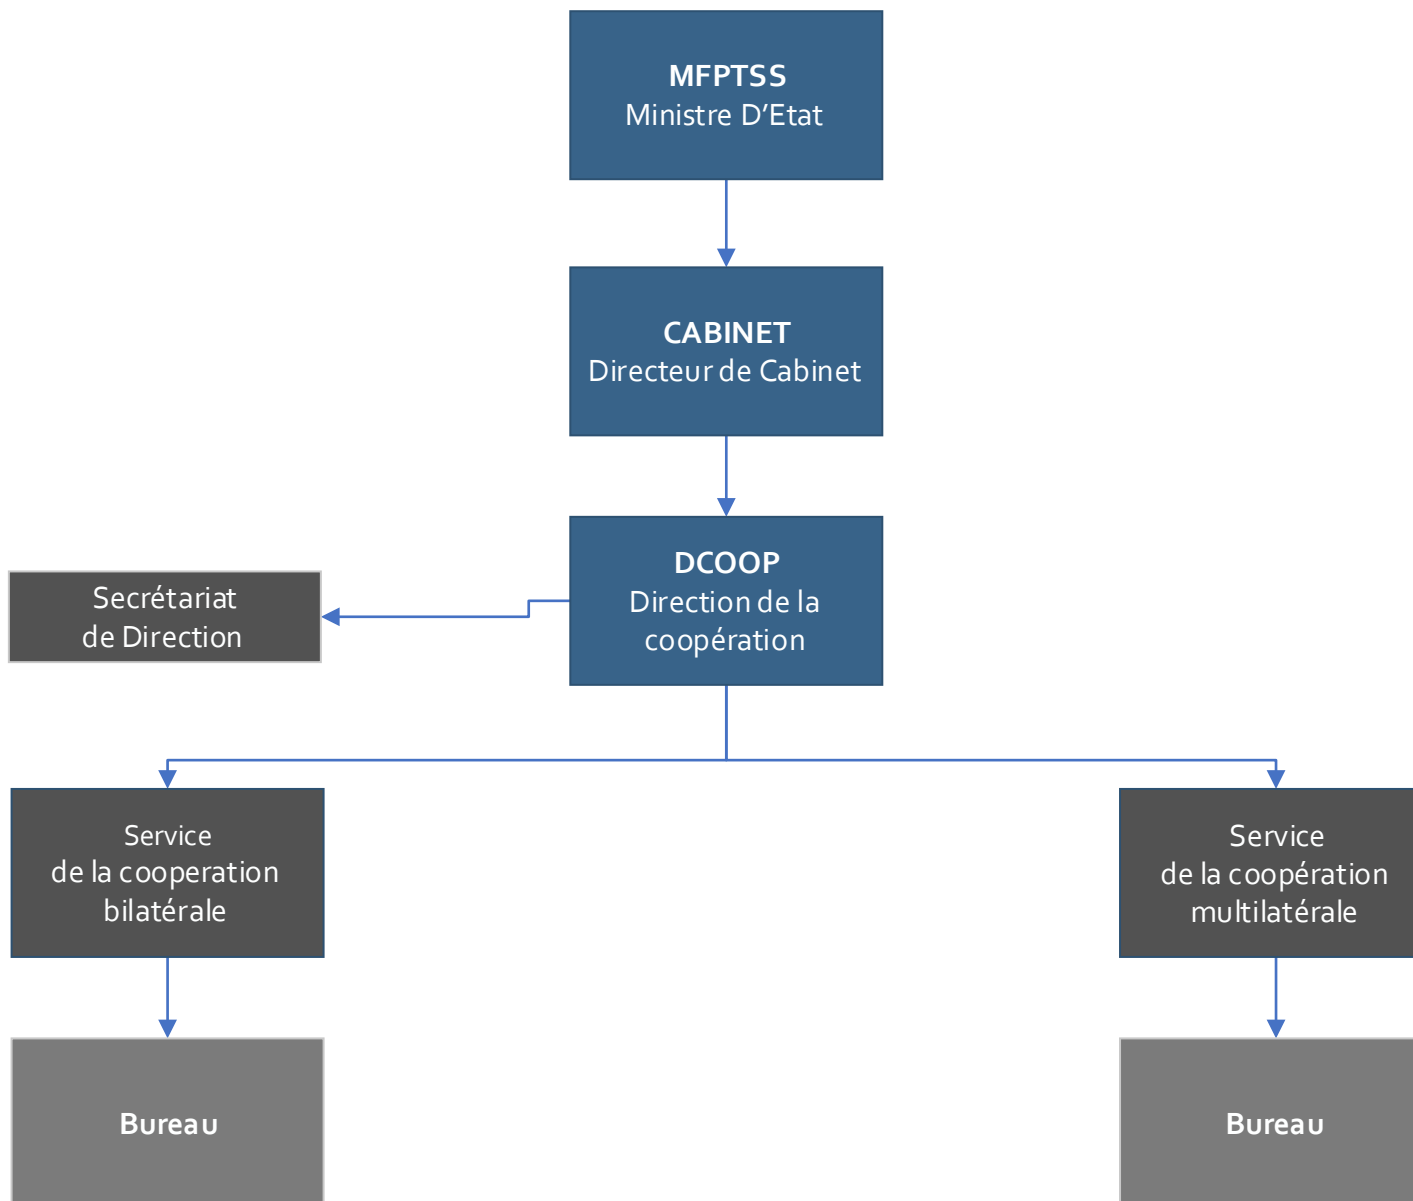 MFPTSS
Ministre D’Etat
CABINET
Directeur de Cabinet
DCOOP
Direction de la
coopération
Secrétariat
de Direction
Service
de la cooperation
bilatérale
Service
de la coopération
multilatérale
Bureau
Bureau